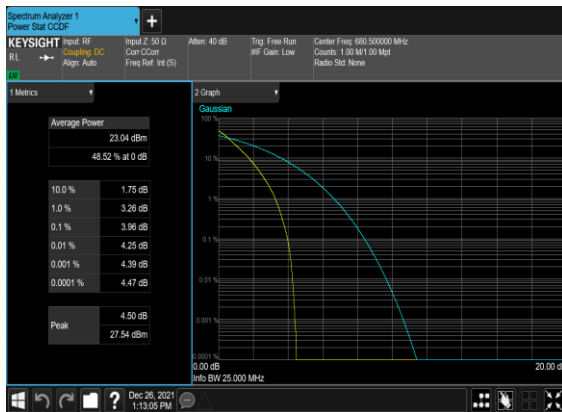 Spectrum Analyzer 1
Power Stat CCDF
KEYSIGHT
RL
Input: RF
Coupling: DC
Align: Auto
Input Z: 50 Ω
Corr CCorr
Freq Ref: Int (S)
Atten: 40 dB
Trig: Free Run
#IF Gain: Low
Center Freq: 680.500000 MHz
Counts: 1.00 M/1.00 Mpt
Radio Std: None
1 Metrics
Average Power
23.04 dBm
48.52 % at 0 dB
10.0 % 1.75 dB
1.0 % 3.26 dB
0.1 % 3.96 dB
0.01 % 4.25 dB
0.001 % 4.39 dB
0.0001 % 4.47 dB
Peak
4.50 dB
27.54 dBm
2 Graph
Gaussian
100 %
10 %
1 %
0.1 %
0.01 %
0.001 %
0.0001 %
0.00 dB
20.00 d
Info BW 25.000 MHz
Dec 26, 2021
1:13:05 PM